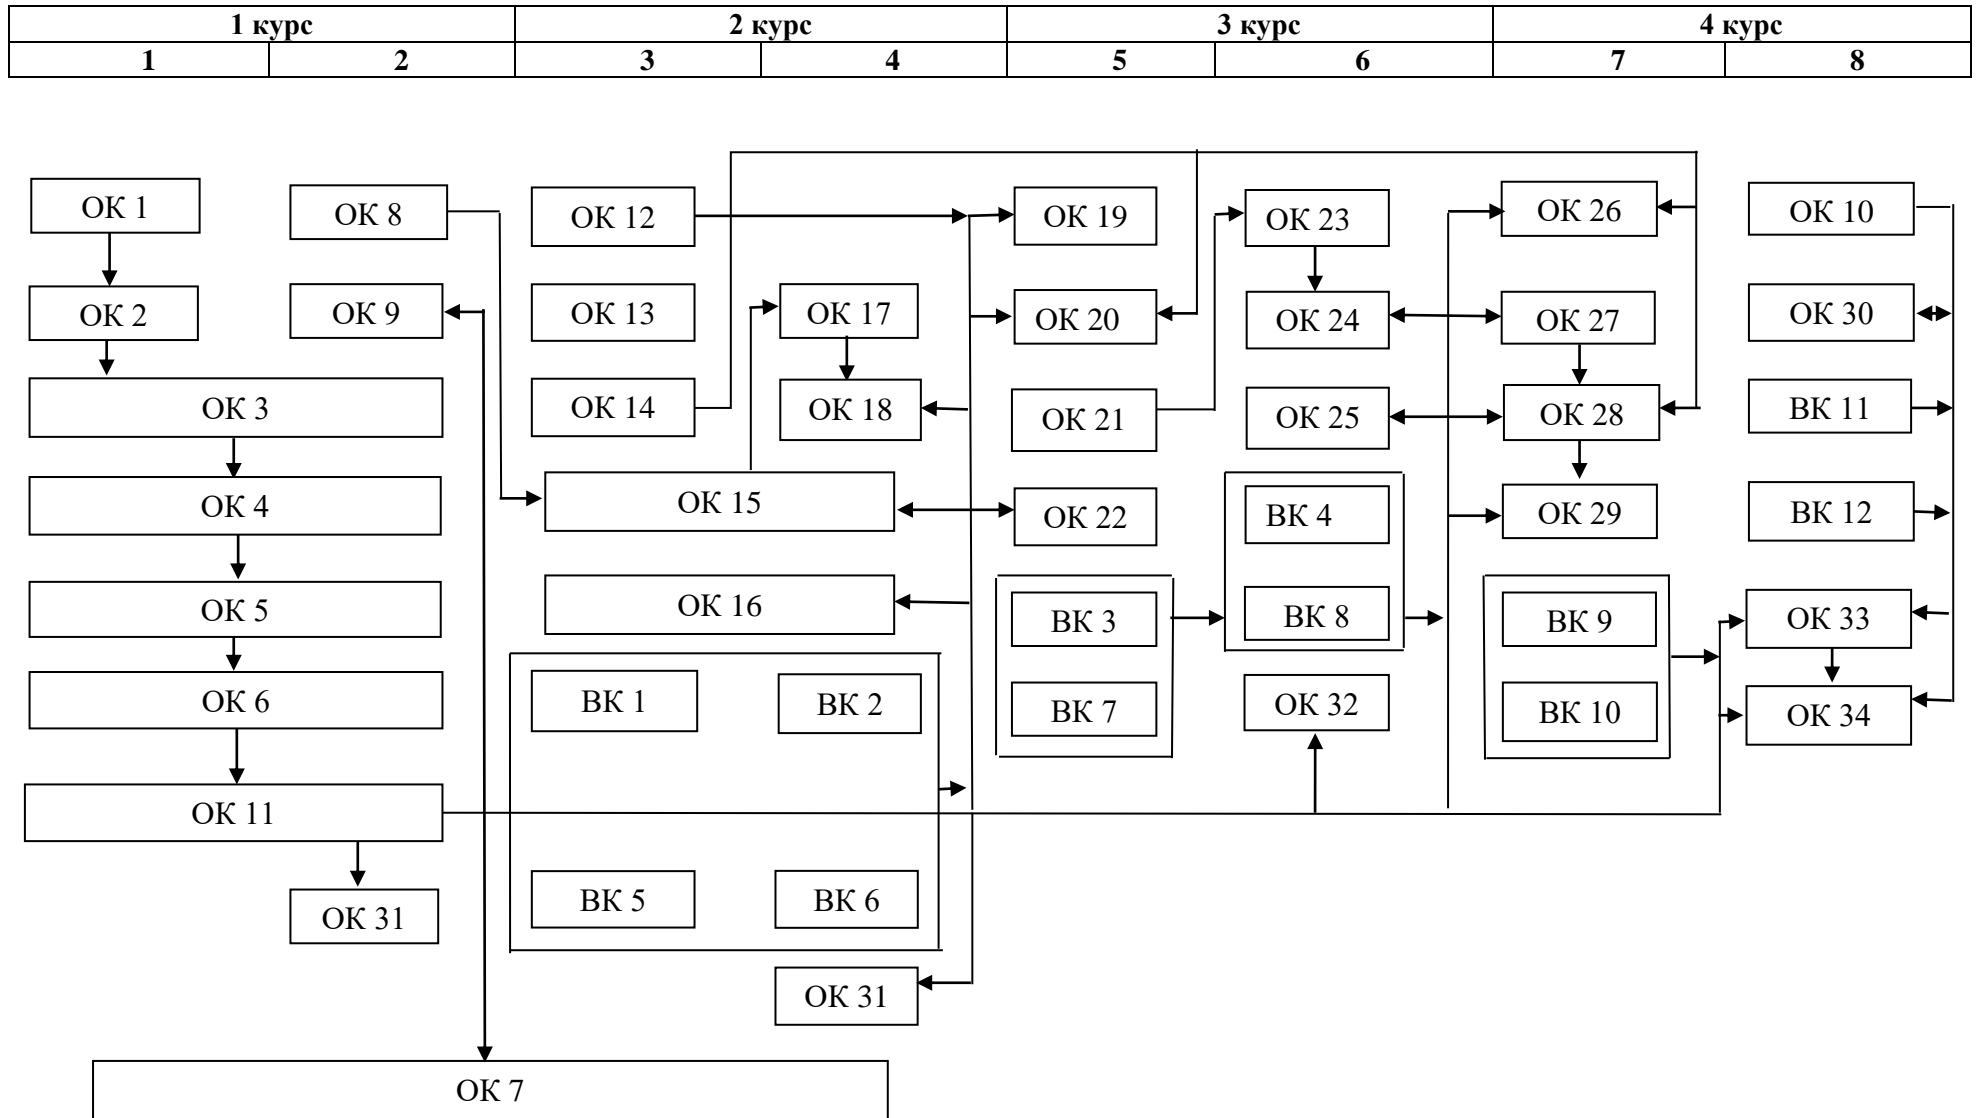 1 курс 2 курс 3 курс 4 курс
1 2 3 4 5 6 7 8
ОК 1 ОК 8 ОК 12 ОК 19 ОК 23 ОК 26 ОК 10
ОК 2 ОК 9 ОК 13 ОК 17 ОК 20 ОК 24 ОК 27 ОК 30
ОК 3 ОК 14 ОК 18 ОК 21 ОК 25 ОК 28 ВК 11
ОК 4 ОК 15 ОК 22 ВК 4 ОК 29 ВК 12
ОК 5 ОК 16 ВК 3 ВК 8 ВК 9 ОК 33
ОК 6 ВК 1 ВК 2 ВК 7 ОК 32 ВК 10 ОК 34
ОК 11
ОК 31 ВК 5 ВК 6
ОК 31
ОК 7